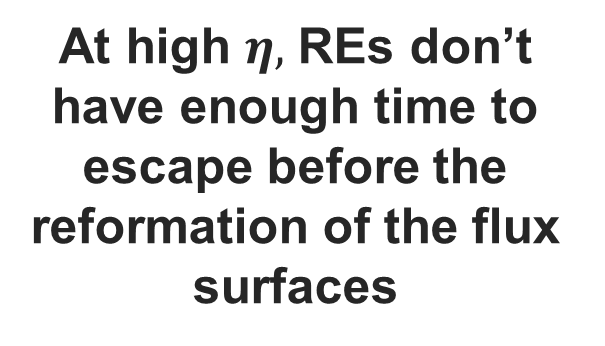 At high 𝜂, REs don’t
have enough time to
escape before the
reformation of the flux
surfaces